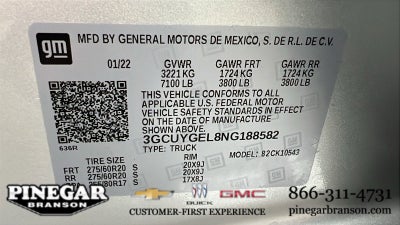 gm
MFD BY GENERAL MOTORS DE MEXICO, S. DE R.L. DE C.V.
01/22 GVWR GAWR FRT GAWR RR
3221 KG 1724 KG 1724 KG
7100 LB 3800 LB 3800 LB
THIS VEHICLE CONFORMS TO ALL
APPLICABLE U.S. FEDERAL MOTOR
VEHICLE SAFETY STANDARDS IN EFFECT
ON THE DATE OF MANUFACTURE
SHOWN ABOVE.
3GCUYGEL8NG188582
636R
TYPE: TRUCK MODEL: 82CK10543
TIRE SIZE RIM
FRT 275/60R20 S 20X9J
RR 275/60R20 S 20X9J
275/80R17 S 17X8J
PINEGAR
BRANSON
BUICK
GMC
CUSTOMER-FIRST EXPERIENCE
866-311-4731
pinegarbranson.com